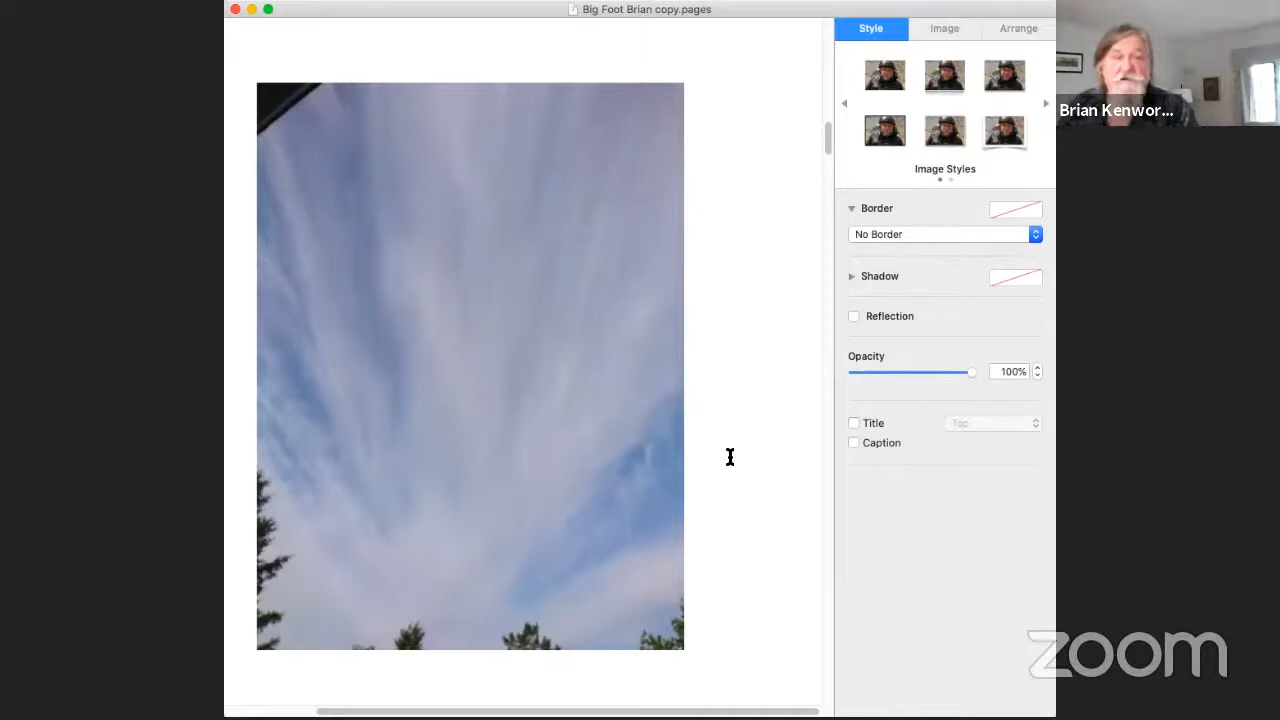 Big Foot Brian copy.pages
Style Image Arrange
Brian Kenwor...
Image Styles
Border
No Border
Shadow
Reflection
Opacity
100%
Title Top
Caption
zoom